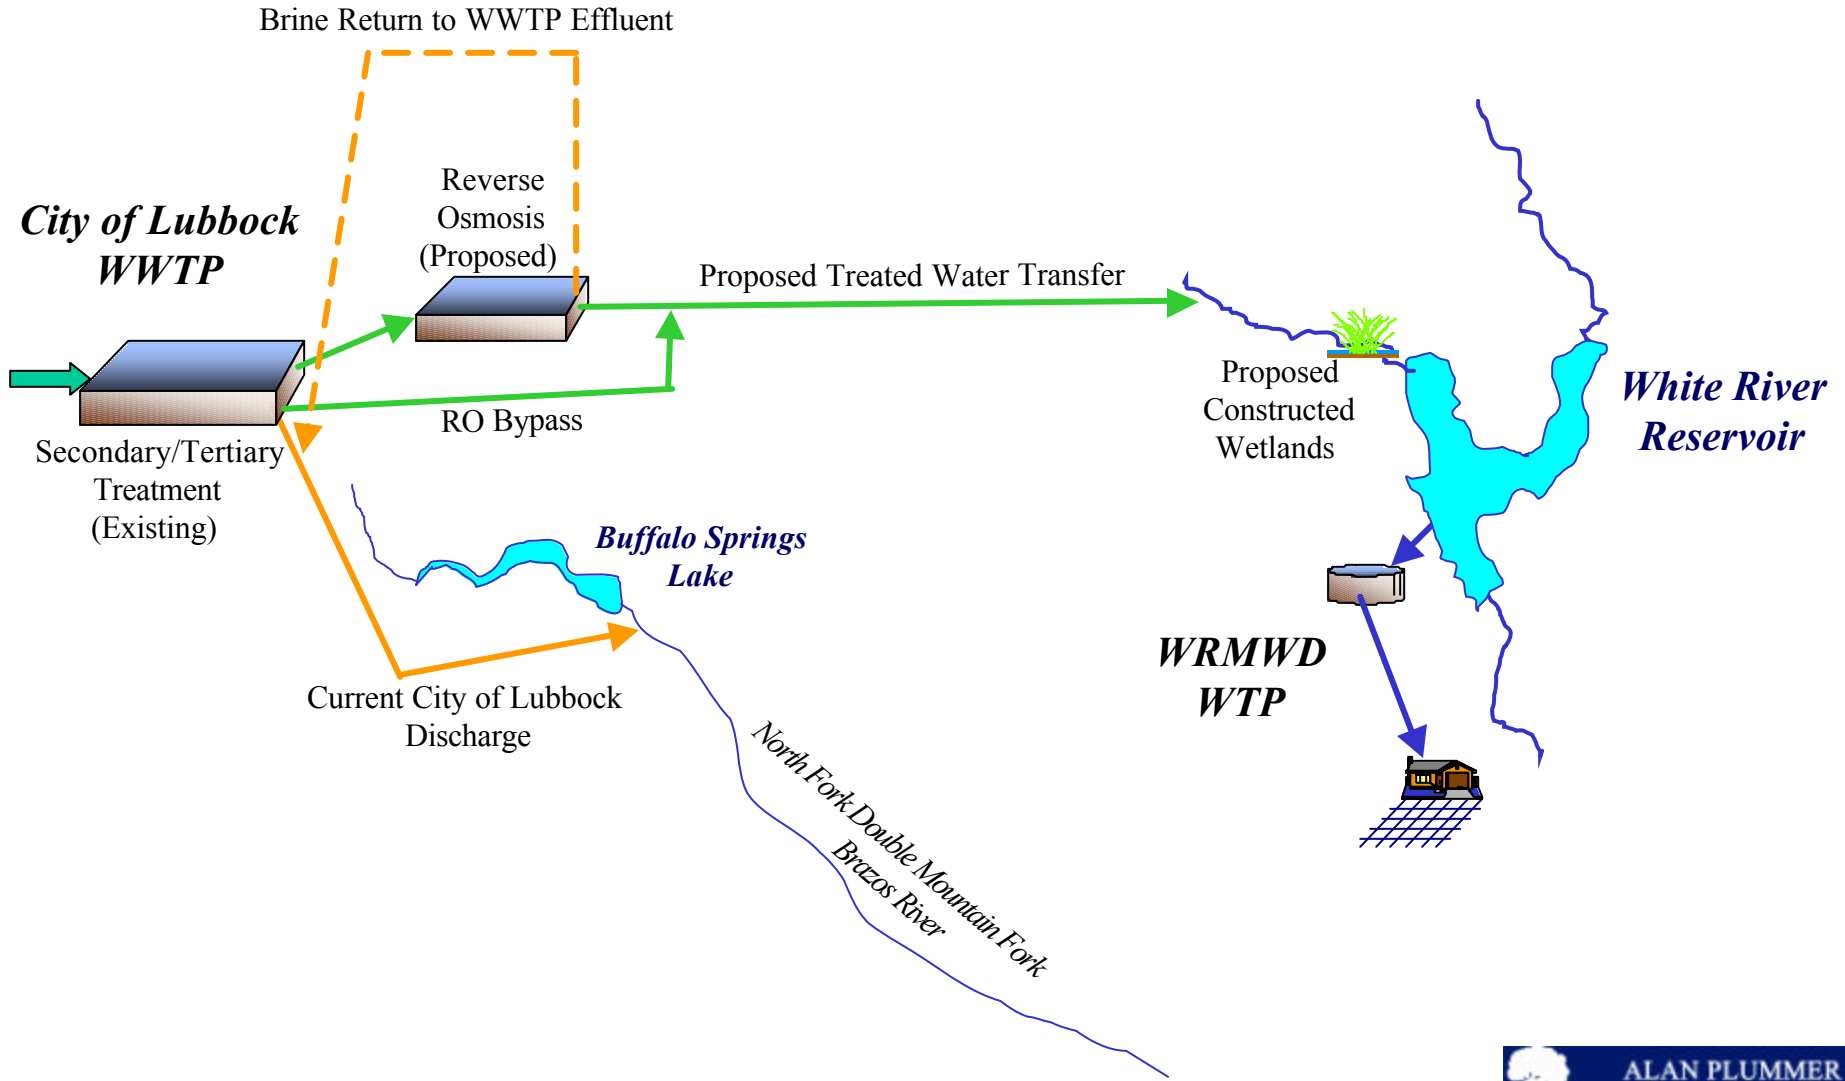 Brine Return to WWTP Effluent
City of Lubbock
WWTP
Reverse
Osmosis
(Proposed)
Proposed Treated Water Transfer
RO Bypass
Secondary/Tertiary
Treatment
(Existing)
Proposed
Constructed
Wetlands
White River
Reservoir
Buffalo Springs
Lake
Current City of Lubbock
Discharge
WRMWD
WTP
North Fork Double Mountain Fork
Brazos River
ALAN PLUMMER